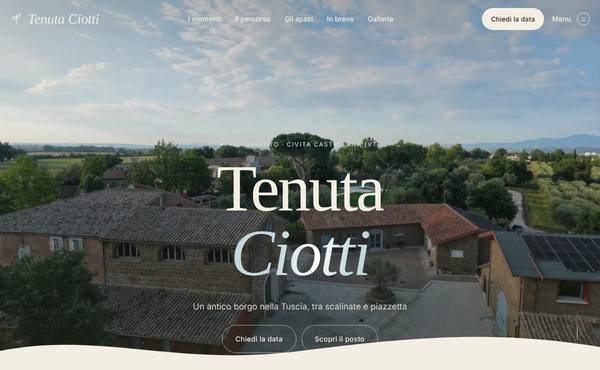 Tenuta Ciotti
I momenti Il percorso Gli spazi In breve Galleria
Chiedi la data
Menu
Tenuta
Ciotti
Un antico borgo nella Tuscia, tra scalinate e piazzetta
Chiedi la data
Scopri il posto